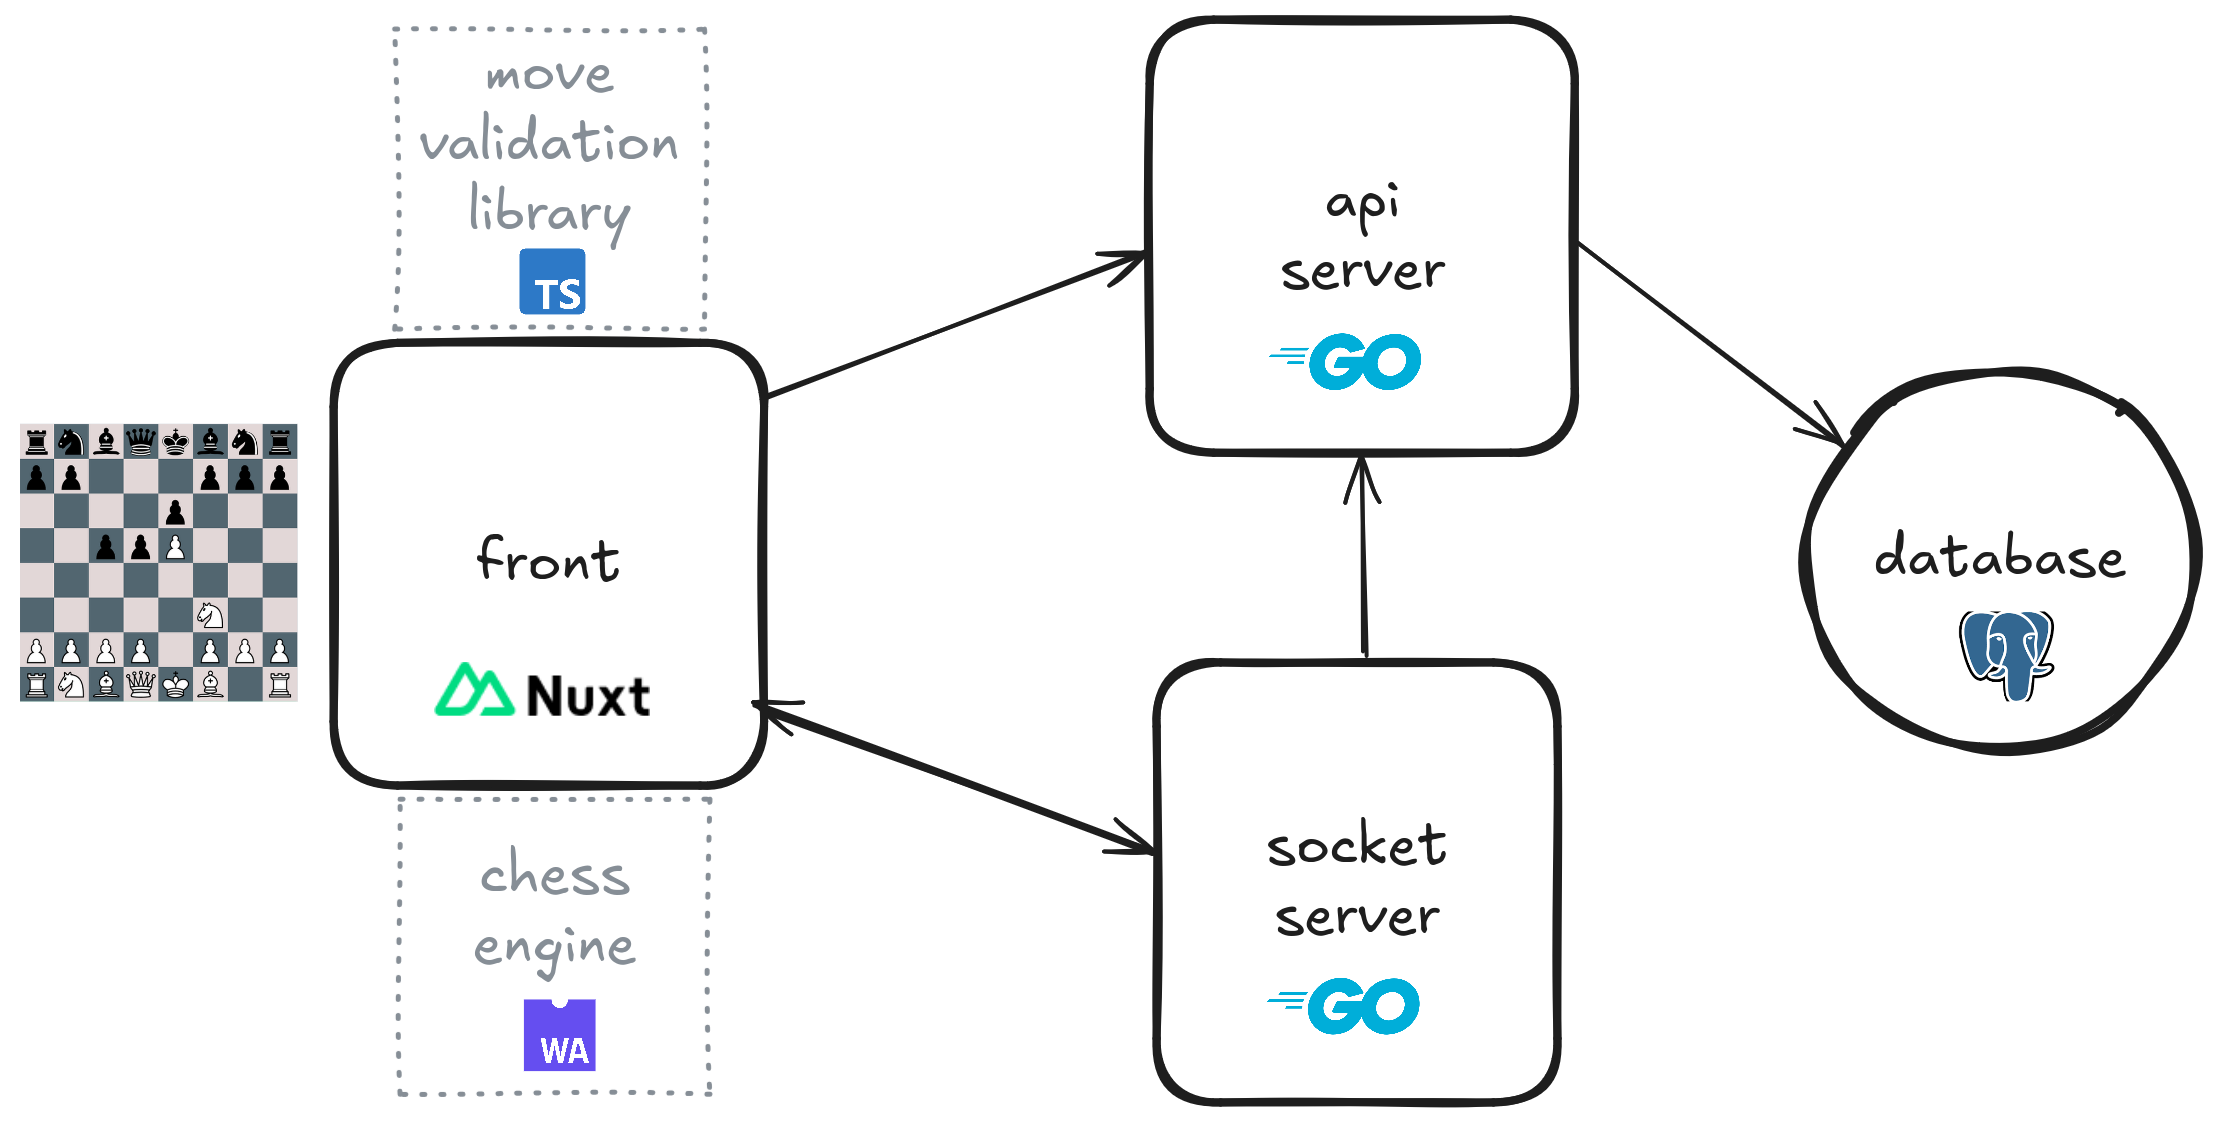 move
validation
library
TS
front
Nuxt
chess
engine
WA
api
server
GO
socket
server
GO
database